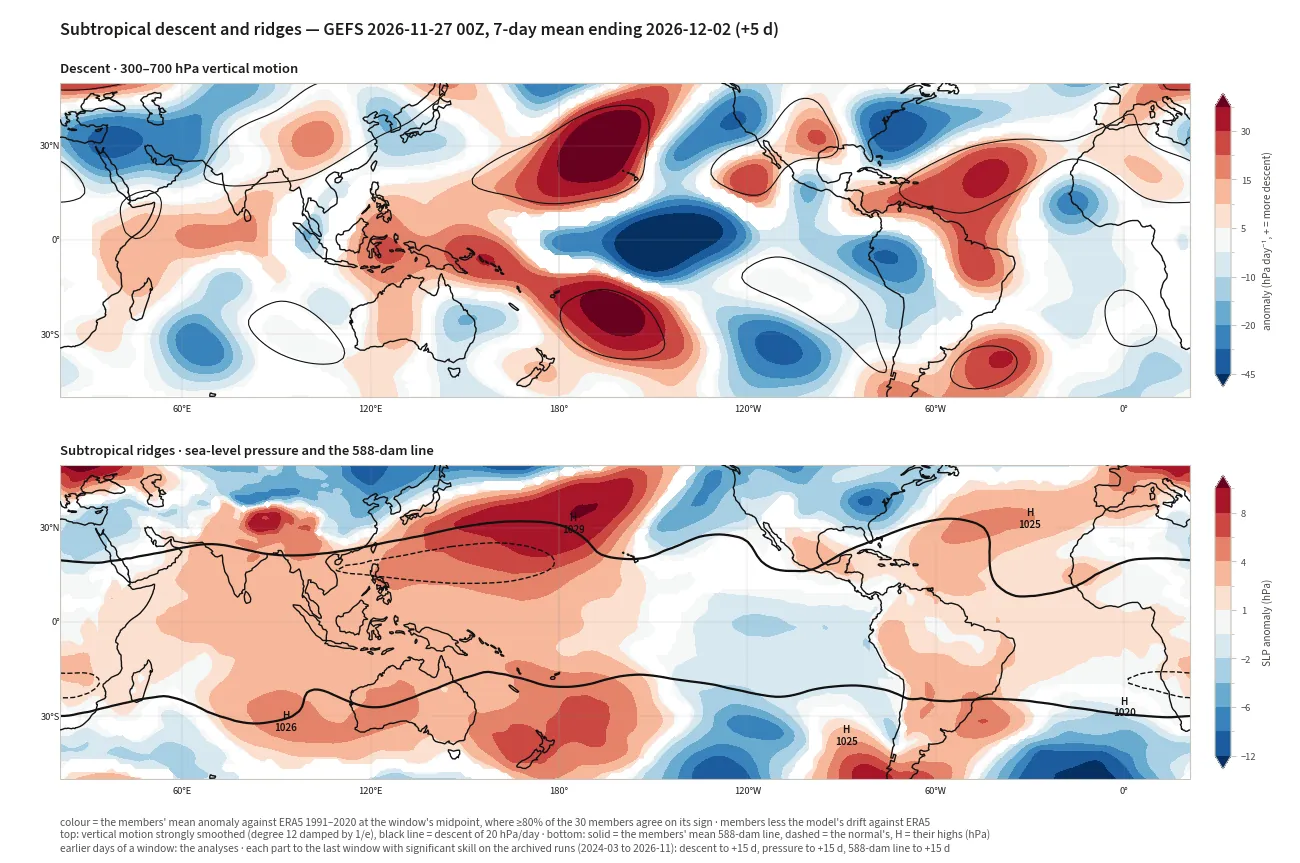 Subtropical descent and ridges — GEFS 2026-11-27 00Z, 7-day mean ending 2026-12-02 (+5 d)
Descent · 300–700 hPa vertical motion
30°N
0°
30°S
60°E
120°E
180°
120°W
60°W
0°
30
15
5
−10
−20
−45
anomaly (hPa day⁻¹, + = more descent)
Subtropical ridges · sea-level pressure and the 588-dam line
30°N
0°
30°S
H
1029
H
1025
H
1026
H
1025
H
1020
60°E
120°E
180°
120°W
60°W
0°
8
4
1
−2
−6
−12
SLP anomaly (hPa)
colour = the members' mean anomaly against ERA5 1991–2020 at the window's midpoint, where ≥80% of the 30 members agree on its sign · members less the model's drift against ERA5
top: vertical motion strongly smoothed (degree 12 damped by 1/e), black line = descent of 20 hPa/day · bottom: solid = the members' mean 588-dam line, dashed = the normal's, H = their highs (hPa)
earlier days of a window: the analyses · each part to the last window with significant skill on the archived runs (2024-03 to 2026-11): descent to +15 d, pressure to +15 d, 588-dam line to +15 d